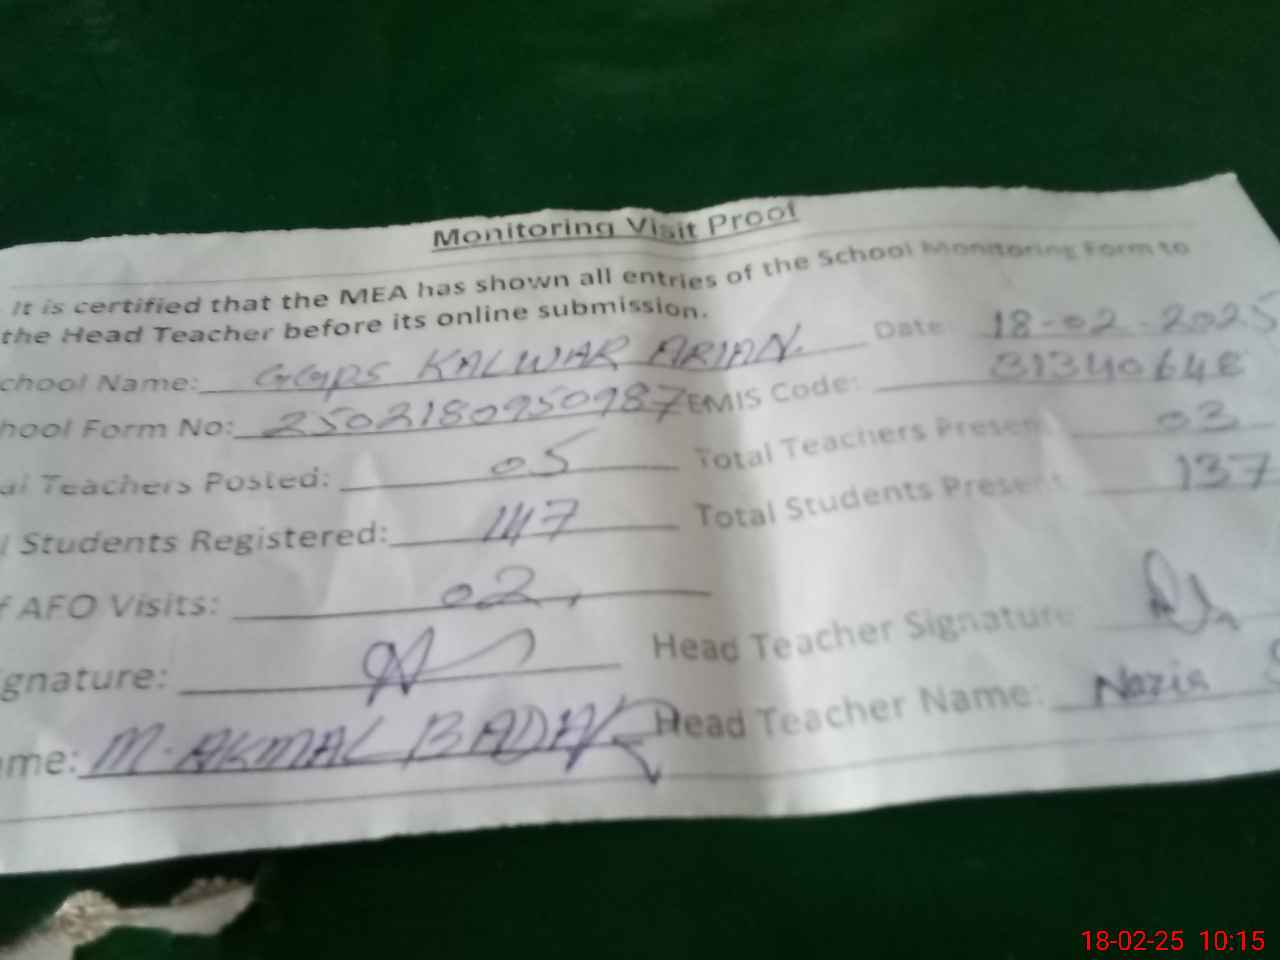 Monitoring Visit Proof
It is certified that the MEA has shown all entries of the School Monitoring Form to
the Head Teacher before its online submission.
chool Name: GGPS KALWAR ARIAN. Date: 18-02-2025
hool Form No: 2502180950987 EMIS Code: 31340648
al Teachers Posted: 05 Total Teachers Present 03
l Students Registered: 147 Total Students Present 137
f AFO Visits: 02,
ignature: Head Teacher Signature
ame: M. AKMAL BADAR Head Teacher Name: Nazia S
18-02-25 10:15